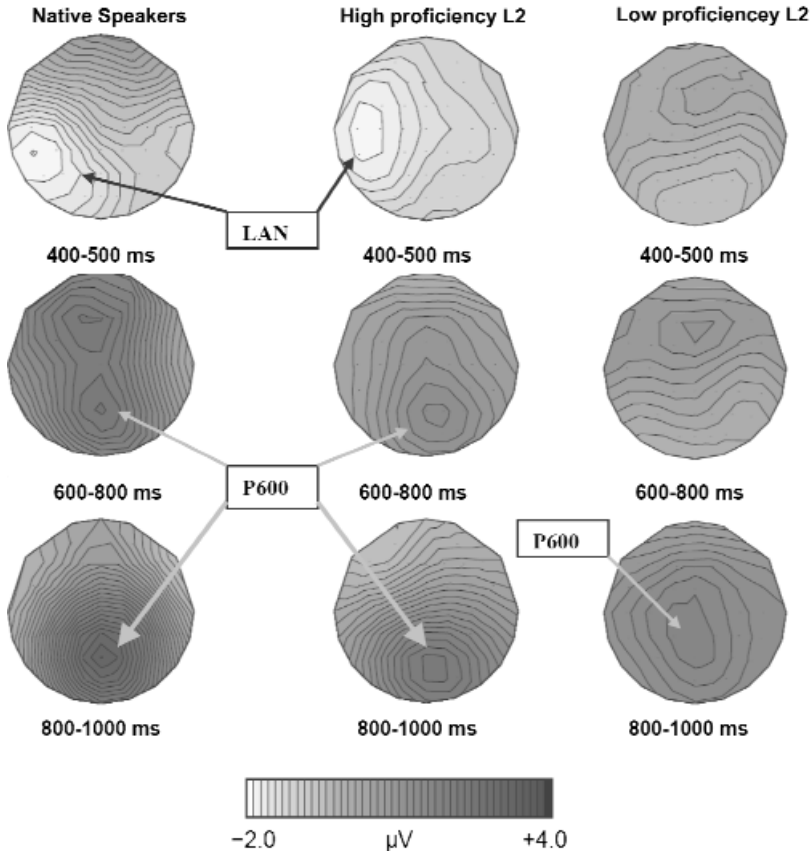 Native Speakers High proficiency L2 Low proficiencey L2
LAN
400-500 ms 400-500 ms 400-500 ms
P600
600-800 ms 600-800 ms 600-800 ms
P600
800-1000 ms 800-1000 ms 800-1000 ms
−2.0 μV +4.0